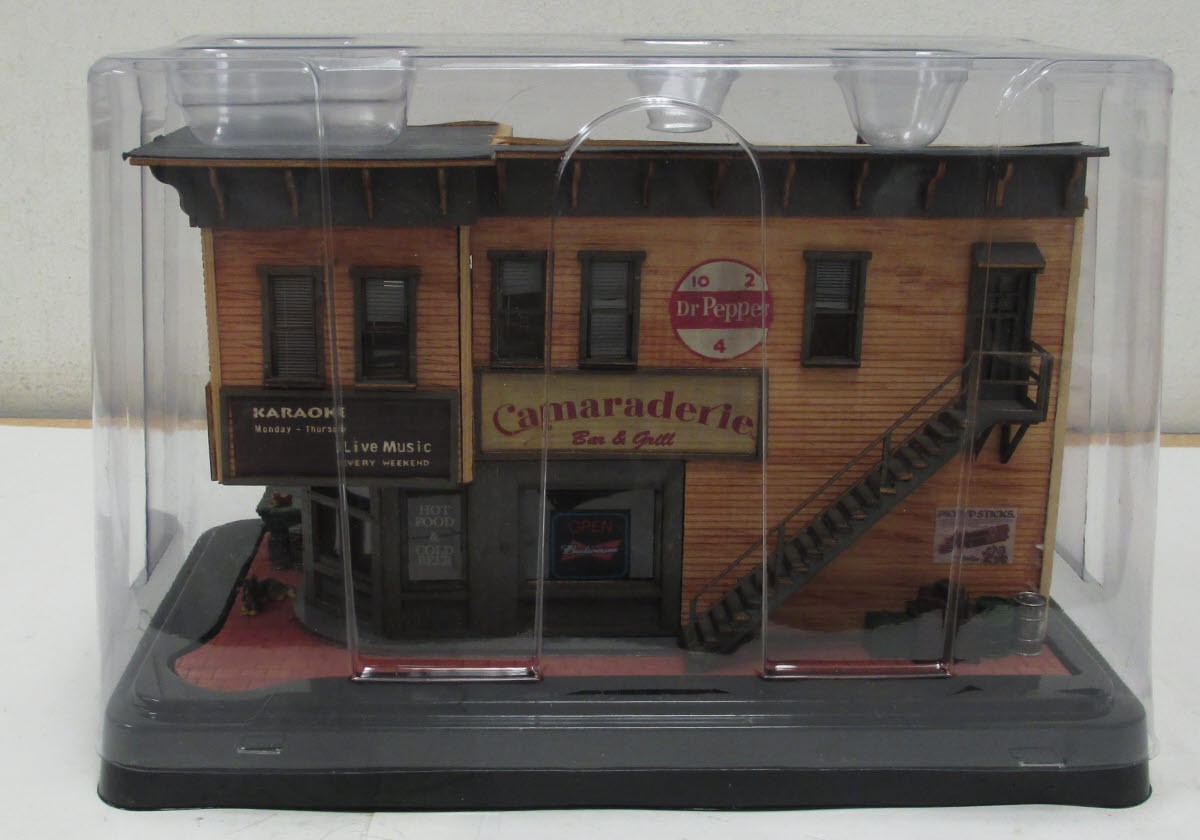 10 2
Dr Pepper
4
Camaraderie
Bar & Grill
KARAOKE
Monday - Thursday
Live Music
EVERY WEEKEND
HOT
FOOD
&
COLD
BEER
OPEN
Budweiser
STICKS.